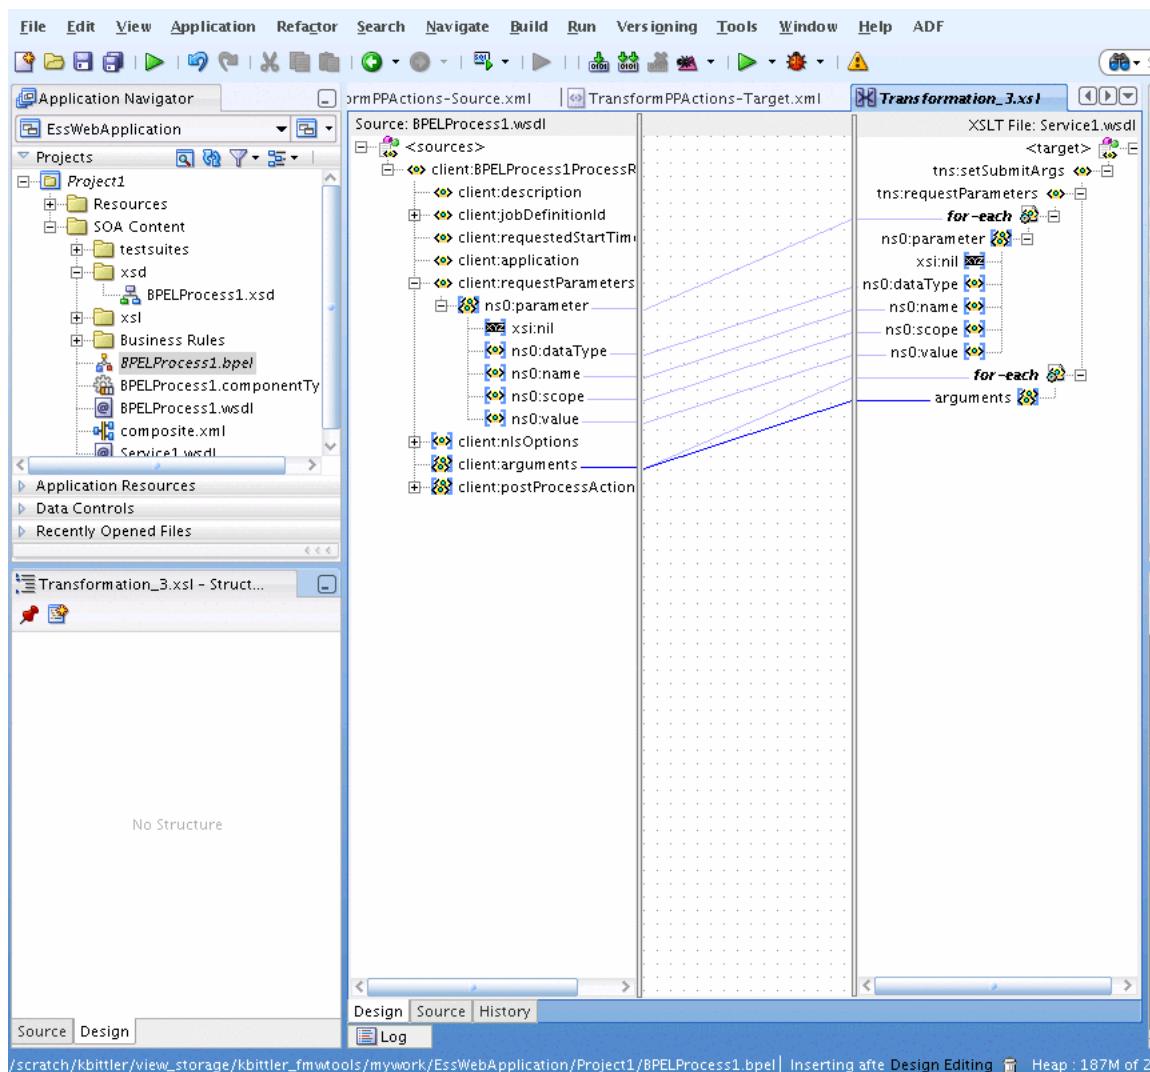 File Edit View Application Refactor Search Navigate Build Run Versioning Tools Window Help ADF
Application Navigator
EssWebApplication
Projects
Project1
Resources
SOA Content
testsuites
xsd
BPELProcess1.xsd
xsl
Business Rules
BPELProcess1.bpel
BPELProcess1.componentTy
BPELProcess1.wsdl
composite.xml
Service1.wsdl
Application Resources
Data Controls
Recently Opened Files
Transformation_3.xsl - Struct...
No Structure
Source Design
ormPPActions-Source.xml TransformPPActions-Target.xml Transformation_3.xsl
Source: BPELProcess1.wsdl
<sources>
client:BPELProcess1ProcessR
client:description
client:jobDefinitionId
client:requestedStartTim
client:application
client:requestParameters
ns0:parameter
xsi:nil
ns0:dataType
ns0:name
ns0:scope
ns0:value
client:nlsOptions
client:arguments
client:postProcessAction
XSLT File: Service1.wsdl
<target>
tns:setSubmitArgs
tns:requestParameters
for-each
ns0:parameter
xsi:nil
ns0:dataType
ns0:name
ns0:scope
ns0:value
for-each
arguments
Design Source History
Log
/scratch/kbittler/view_storage/kbittler_fmwtools/mywork/EssWebApplication/Project1/BPELProcess1.bpel Inserting afte Design Editing Heap : 187M of 2